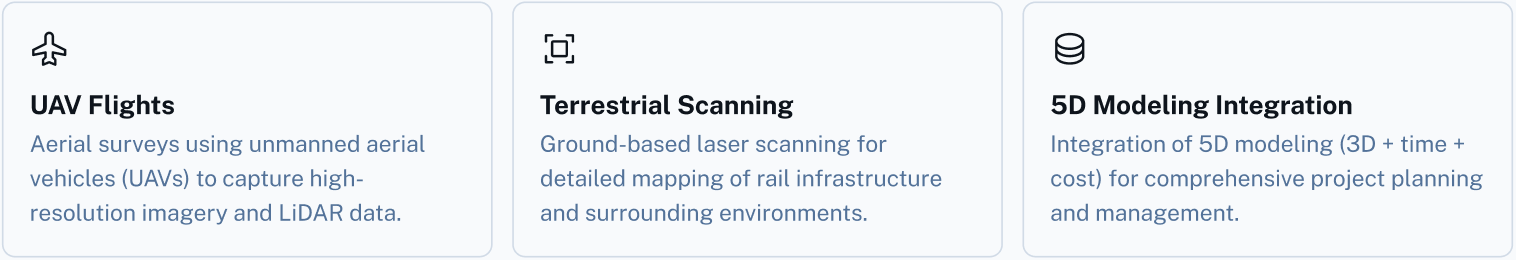 UAV Flights
Aerial surveys using unmanned aerial
vehicles (UAVs) to capture high-
resolution imagery and LiDAR data.
Terrestrial Scanning
Ground-based laser scanning for
detailed mapping of rail infrastructure
and surrounding environments.
5D Modeling Integration
Integration of 5D modeling (3D + time +
cost) for comprehensive project planning
and management.